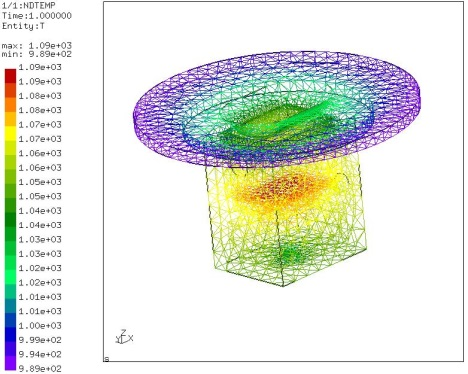 1/1:NDTEMP
Time:1.000000
Entity:T
max: 1.09e+03
min: 9.89e+02
1.09e+03
1.09e+03
1.08e+03
1.08e+03
1.07e+03
1.06e+03
1.06e+03
1.05e+03
1.05e+03
1.04e+03
1.04e+03
1.03e+03
1.03e+03
1.02e+03
1.02e+03
1.01e+03
1.01e+03
1.00e+03
9.99e+02
9.94e+02
9.89e+02
Z
Y X
s